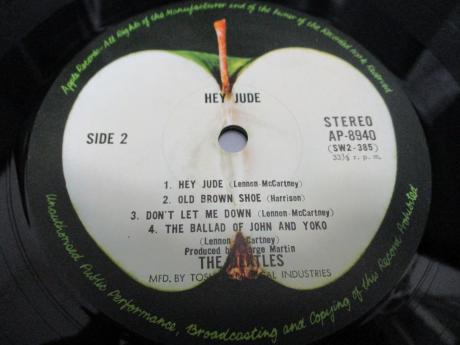 Apple Records · All Rights of the Manufacturer and of the Owner of the Recorded Work Reserved
HEY JUDE
SIDE 2
STEREO
AP-8940
(SW2-385)
33⅓ r. p. m.
1. HEY JUDE (Lennon-McCartney)
2. OLD BROWN SHOE (Harrison)
3. DON'T LET ME DOWN (Lennon-McCartney)
4. THE BALLAD OF JOHN AND YOKO
(Lennon-McCartney)
Produced by George Martin
THE BEATLES
MFD. BY INDUSTRIES
Unauthorized Public Performance, Broadcasting and Copying of this Record Prohibited